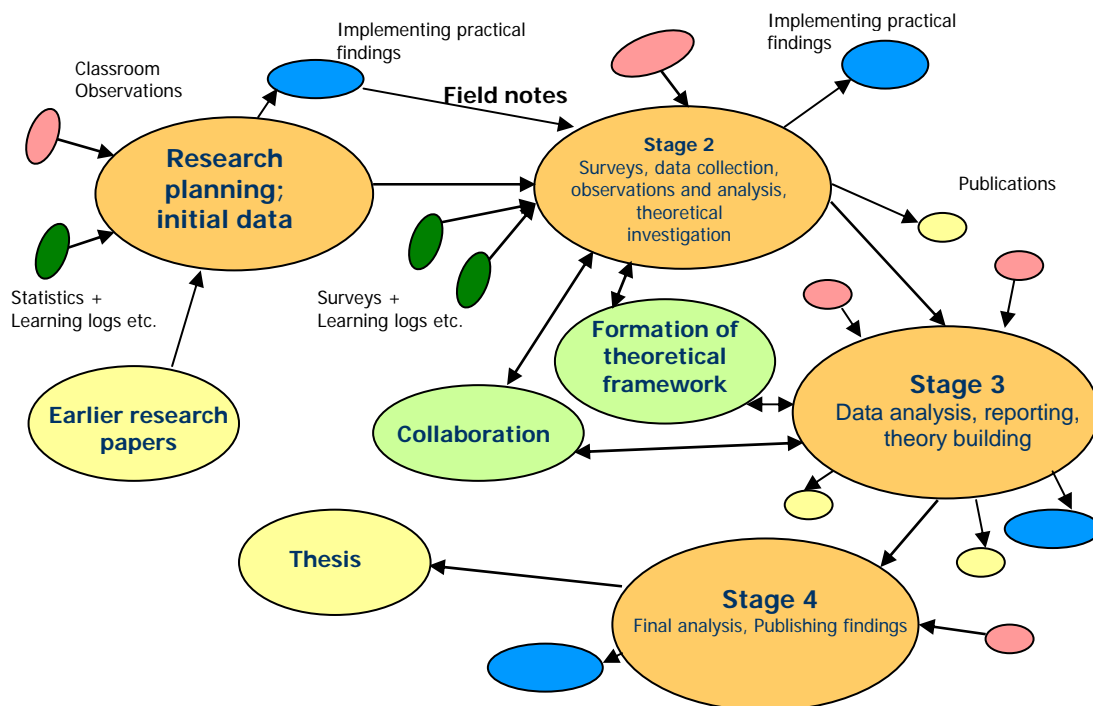 Implementing practical
findings
Implementing practical
findings
Classroom
Observations
Field notes
Research
planning;
initial data
Stage 2
Surveys, data collection,
observations and analysis,
theoretical
investigation
Publications
Statistics +
Learning logs etc.
Surveys +
Learning logs etc.
Formation of
theoretical
framework
Earlier research
papers
Collaboration
Stage 3
Data analysis, reporting,
theory building
Thesis
Stage 4
Final analysis, Publishing findings